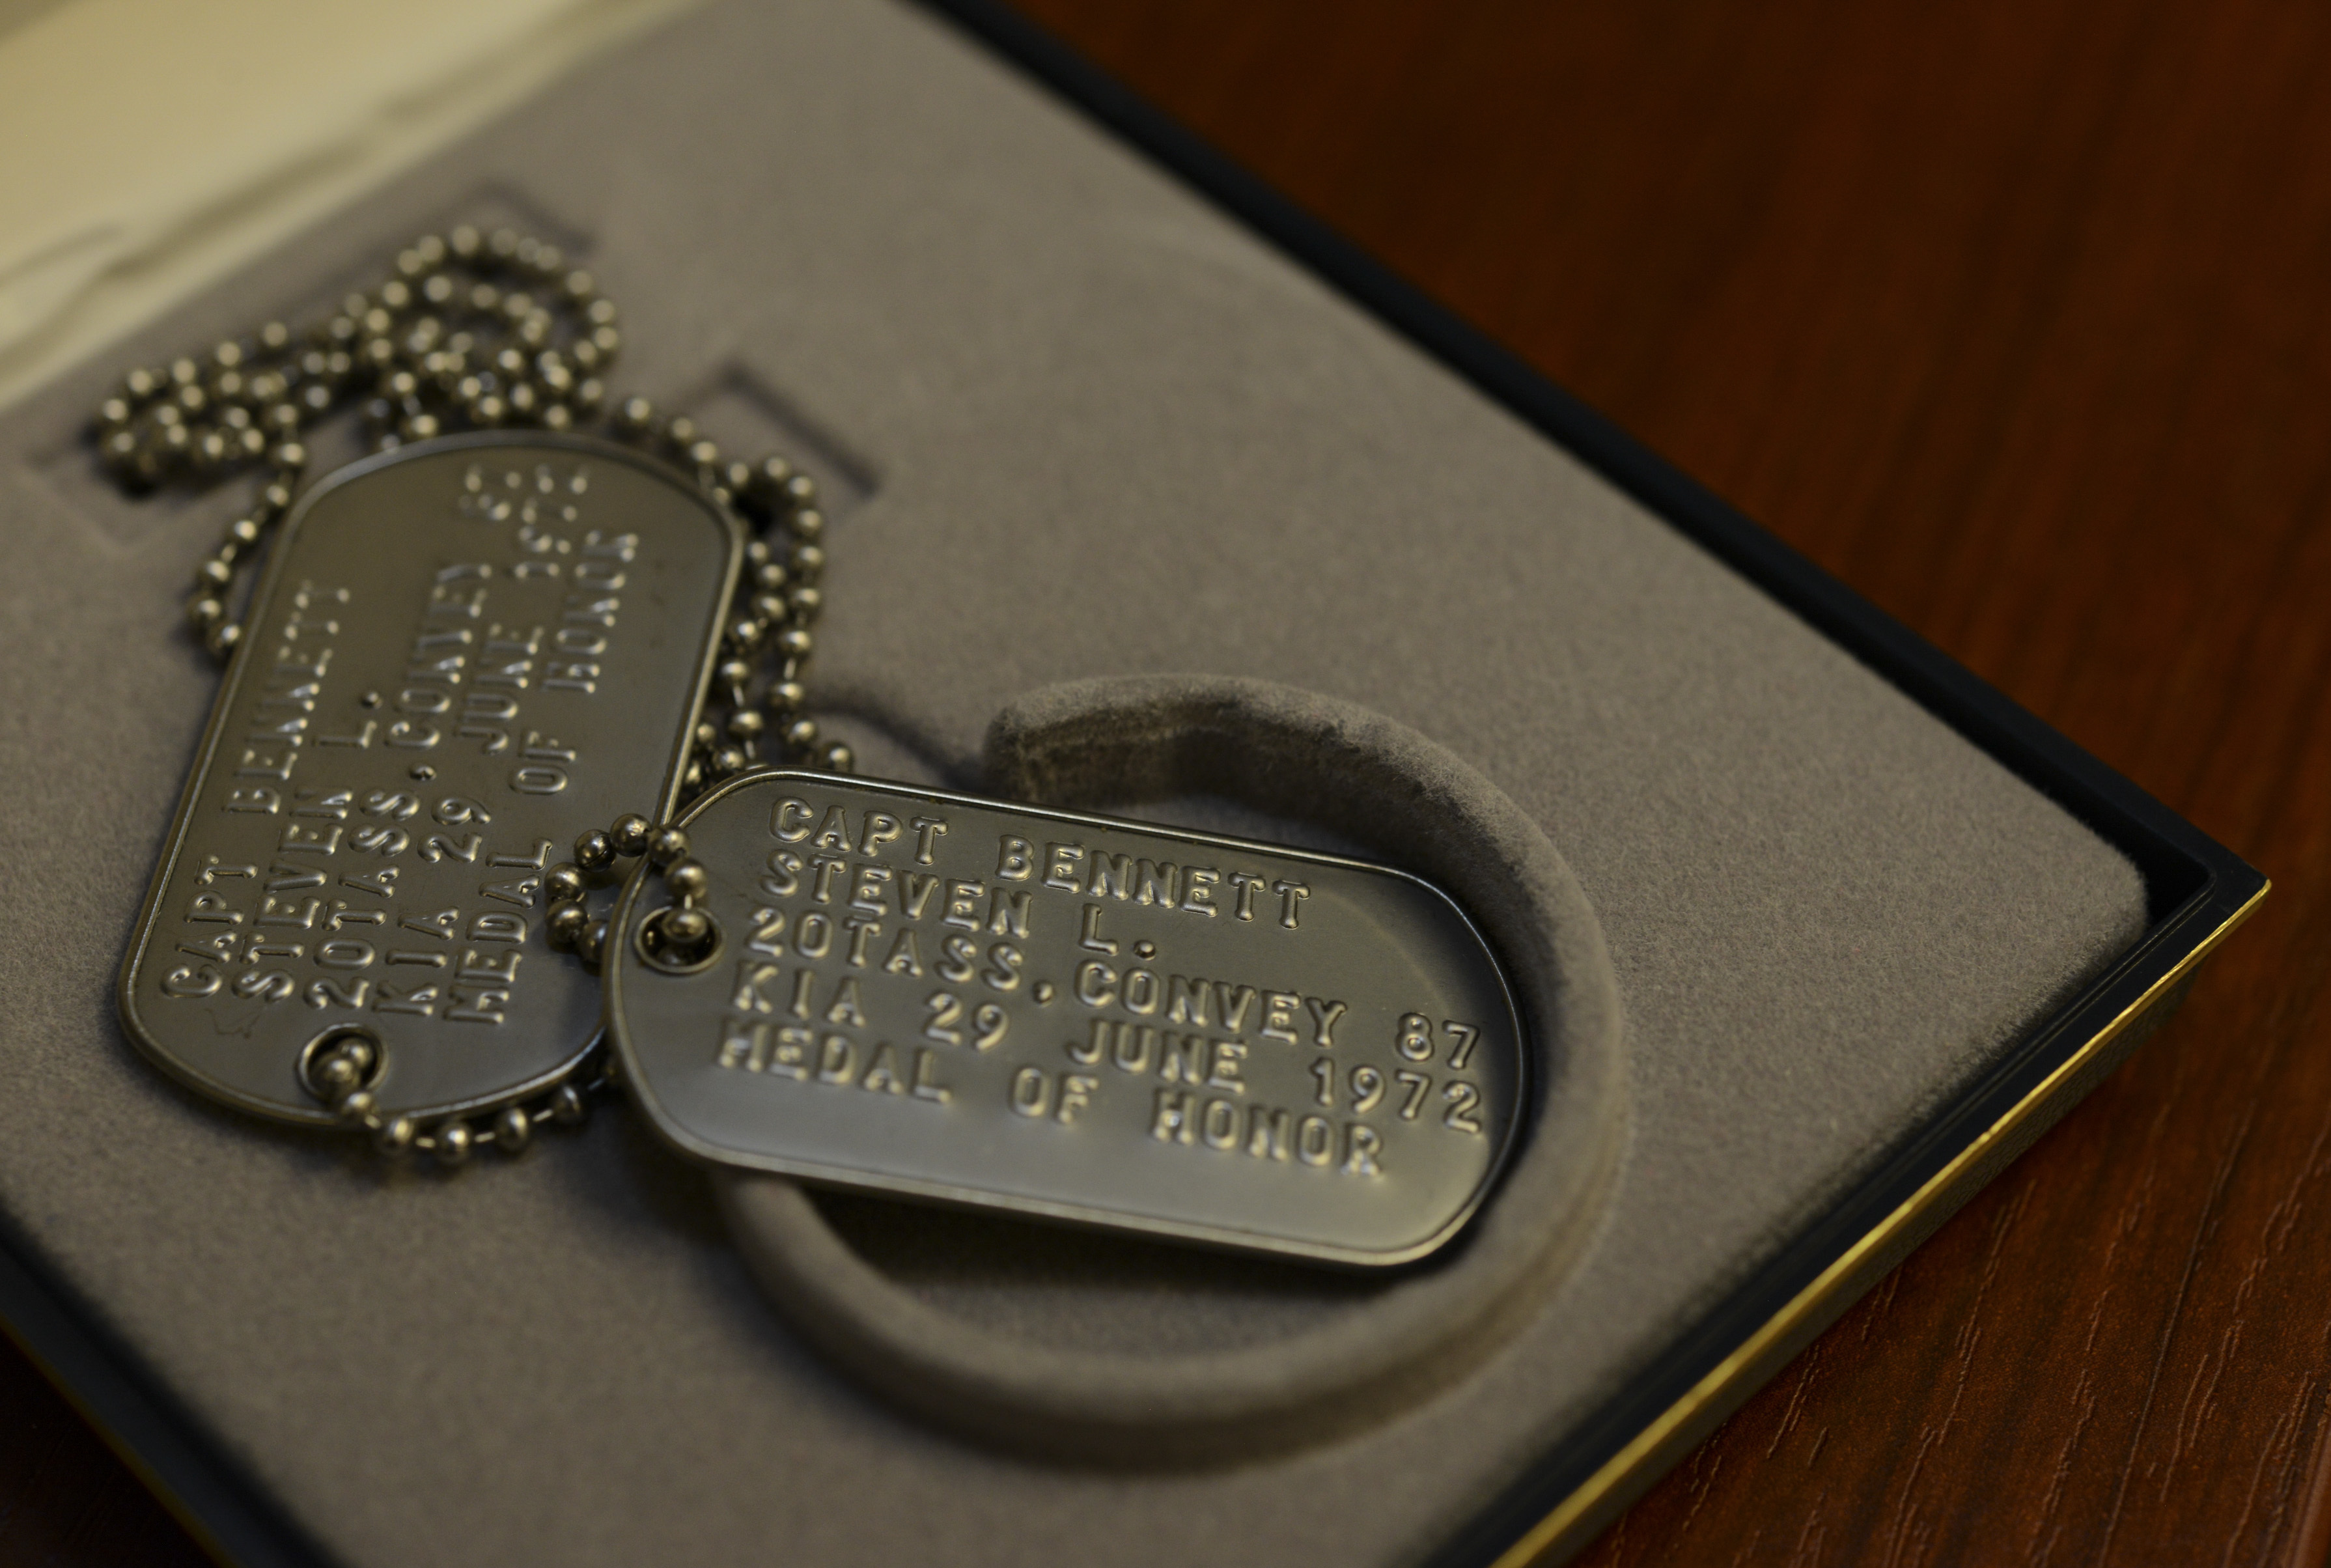 CAPT BENNETT
STEVEN L.
20TASS,CONVEY 87
KIA 29 JUNE 1972
MEDAL OF HONOR
CAPT BENNETT
STEVEN L.
20TASS,CONVEY 87
KIA 29 JUNE 1972
MEDAL OF HONOR